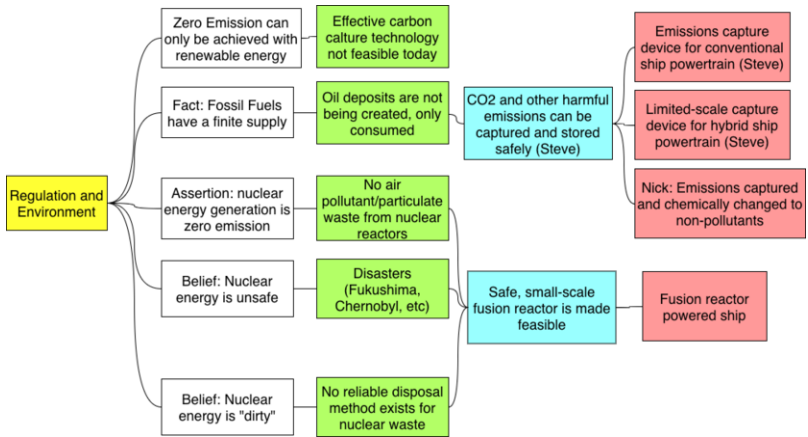 Regulation and
Environment
Zero Emission can
only be achieved with
renewable energy
Effective carbon
calture technology
not feasible today
Fact: Fossil Fuels
have a finite supply
Oil deposits are not
being created, only
consumed
CO2 and other harmful
emissions can be
captured and stored
safely (Steve)
Emissions capture
device for conventional
ship powertrain (Steve)
Limited-scale capture
device for hybrid ship
powertrain (Steve)
Nick: Emissions captured
and chemically changed to
non-pollutants
Assertion: nuclear
energy generation is
zero emission
No air
pollutant/particulate
waste from nuclear
reactors
Belief: Nuclear
energy is unsafe
Disasters
(Fukushima,
Chernobyl, etc)
Belief: Nuclear
energy is "dirty"
No reliable disposal
method exists for
nuclear waste
Safe, small-scale
fusion reactor is made
feasible
Fusion reactor
powered ship